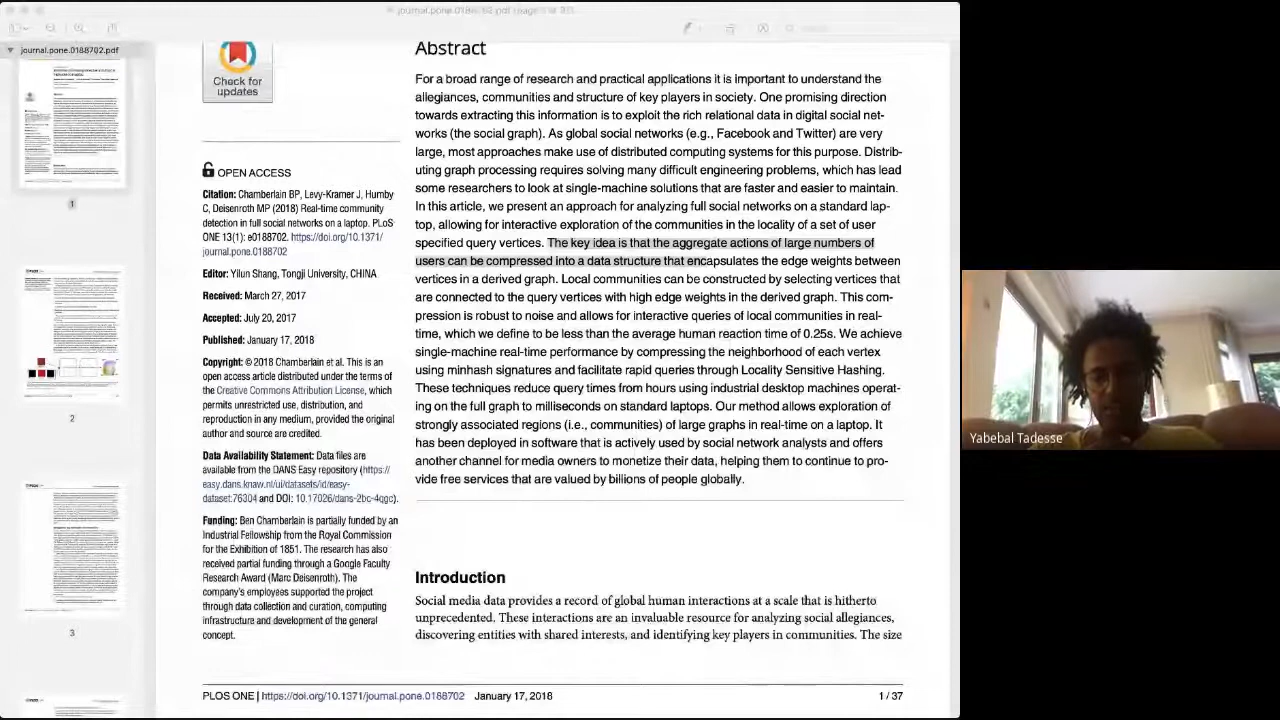 journal.pone.0188702.pdf
1
2
3
Check for
updates
OPEN ACCESS
Citation: Chamberlain BP, Levy-Kramer J, Humby
C, Deisenroth MP (2018) Real-time community
detection in full social networks on a laptop. PLoS
ONE 13(1): e0188702. https://doi.org/10.1371/
journal.pone.0188702
Editor: Yilun Shang, Tongji University, CHINA
Received: March 27, 2017
Accepted: July 20, 2017
Published: January 17, 2018
Copyright: © 2018 Chamberlain et al. This is an
open access article distributed under the terms of
the Creative Commons Attribution License, which
permits unrestricted use, distribution, and
reproduction in any medium, provided the original
author and source are credited.
Data Availability Statement: Data files are
available from the DANS Easy repository (https://
easy.dans.knaw.nl/ui/datasets/id/easy-
dataset:76304 and DOI: 10.17026/dans-2bc-4qgc).
Funding: Ben Chamberlain is partially funded by an
Industrial Fellowship from the Royal Commission
for the Exhibition of 1851. The research has also
received partial funding through a Google Faculty
Research Award (Marc Deisenroth). The
company's employees supported the project
through data collection and curation, computing
infrastructure and development of the general
concept.
Abstract
For a broad range of research and practical applications it is important to understand the
allegiances, communities and structure of key players in society. One promising direction
towards extracting this information is to exploit the rich relational data in digital social net-
works (the social graph). As global social networks (e.g., Facebook and Twitter) are very
large, most approaches make use of distributed computing systems for this purpose. Distrib-
uting graph processing requires solving many difficult engineering problems, which has lead
some researchers to look at single-machine solutions that are faster and easier to maintain.
In this article, we present an approach for analyzing full social networks on a standard lap-
top, allowing for interactive exploration of the communities in the locality of a set of user
specified query vertices. The key idea is that the aggregate actions of large numbers of
users can be compressed into a data structure that encapsulates the edge weights between
vertices in a derived graph. Local communities can be constructed by selecting vertices that
are connected to the query vertices with high edge weights in the derived graph. This com-
pression is robust to noise and allows for interactive queries of local communities in real-
time, which we define to be less than the average human reaction time of 0.25s. We achieve
single-machine real-time performance by compressing the neighborhood of each vertex
using minhash signatures and facilitate rapid queries through Locality Sensitive Hashing.
These techniques reduce query times from hours using industrial desktop machines operat-
ing on the full graph to milliseconds on standard laptops. Our method allows exploration of
strongly associated regions (i.e., communities) of large graphs in real-time on a laptop. It
has been deployed in software that is actively used by social network analysts and offers
another channel for media owners to monetize their data, helping them to continue to pro-
vide free services that are valued by billions of people globally.
Introduction
Social media data provides a record of global human interactions at a scale that is hitherto
unprecedented. These interactions are an invaluable resource for analyzing social allegiances,
discovering entities with shared interests, and identifying key players in communities. The size
PLOS ONE | https://doi.org/10.1371/journal.pone.0188702 January 17, 2018
1 / 37
Yabebal Tadesse